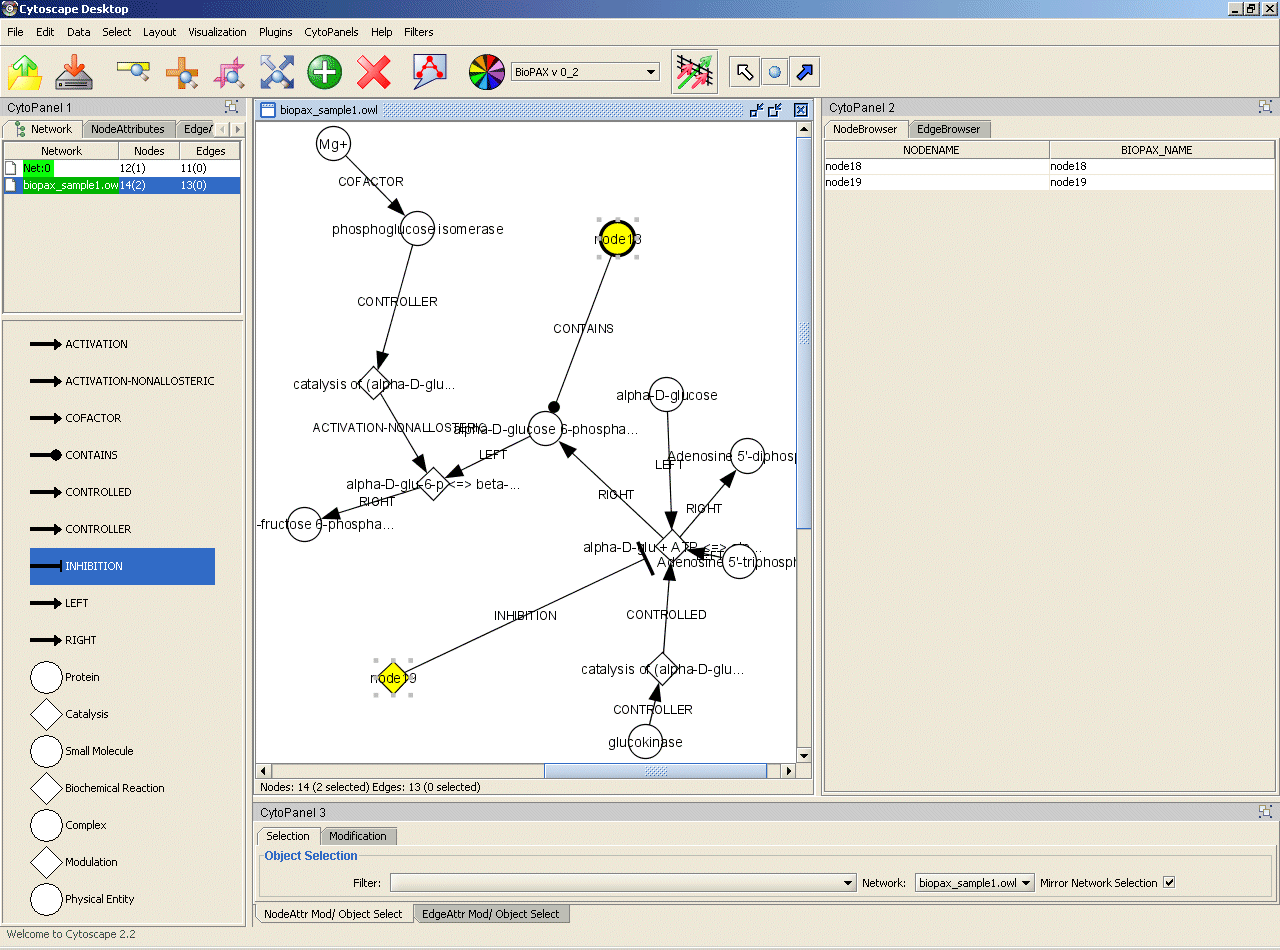 Cytoscape Desktop
File Edit Data Select Layout Visualization Plugins CytoPanels Help Filters
BioPAX v 0_2
CytoPanel 1
Network NodeAttributes Edge/
Network Nodes Edges
Net:0 12(1) 11(0)
biopax_sample1.ow 14(2) 13(0)
ACTIVATION
ACTIVATION-NONALLOSTERIC
COFACTOR
CONTAINS
CONTROLLED
CONTROLLER
INHIBITION
LEFT
RIGHT
Protein
Catalysis
Small Molecule
Biochemical Reaction
Complex
Modulation
Physical Entity
biopax_sample1.owl
Mg+
COFACTOR
phosphoglucose isomerase
node18
CONTROLLER
CONTAINS
catalysis of (alpha-D-glu...
alpha-D-glucose
ACTIVATION-NONALLOSTERIC
alpha-D-glucose 6-phospha...
LEFT
Adenosine 5'-diphosp
LEFT
alpha-D-glu-6-p <=> beta-...
RIGHT
RIGHT
RIGHT
-fructose 6-phospha...
alpha-D-glu + ATP <=>
LEFT
Adenosine 5'-triphosph
INHIBITION
CONTROLLED
node19
catalysis of (alpha-D-glu...
CONTROLLER
glucokinase
Nodes: 14 (2 selected) Edges: 13 (0 selected)
CytoPanel 2
NodeBrowser EdgeBrowser
NODENAME BIOPAX_NAME
node18 node18
node19 node19
CytoPanel 3
Selection Modification
Object Selection
Filter: Network: biopax_sample1.owl Mirror Network Selection
NodeAttr Mod/ Object Select EdgeAttr Mod/ Object Select
Welcome to Cytoscape 2.2